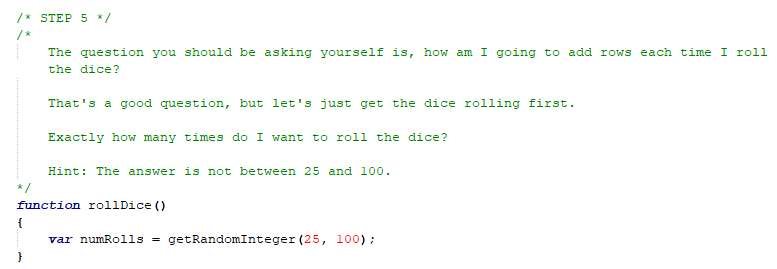 /* STEP 5 */
/*
The question you should be asking yourself is, how am I going to add rows each time I roll
the dice?
That's a good question, but let's just get the dice rolling first.
Exactly how many times do I want to roll the dice?
Hint: The answer is not between 25 and 100.
*/
function rollDice()
{
var numRolls = getRandomInteger(25, 100);
}